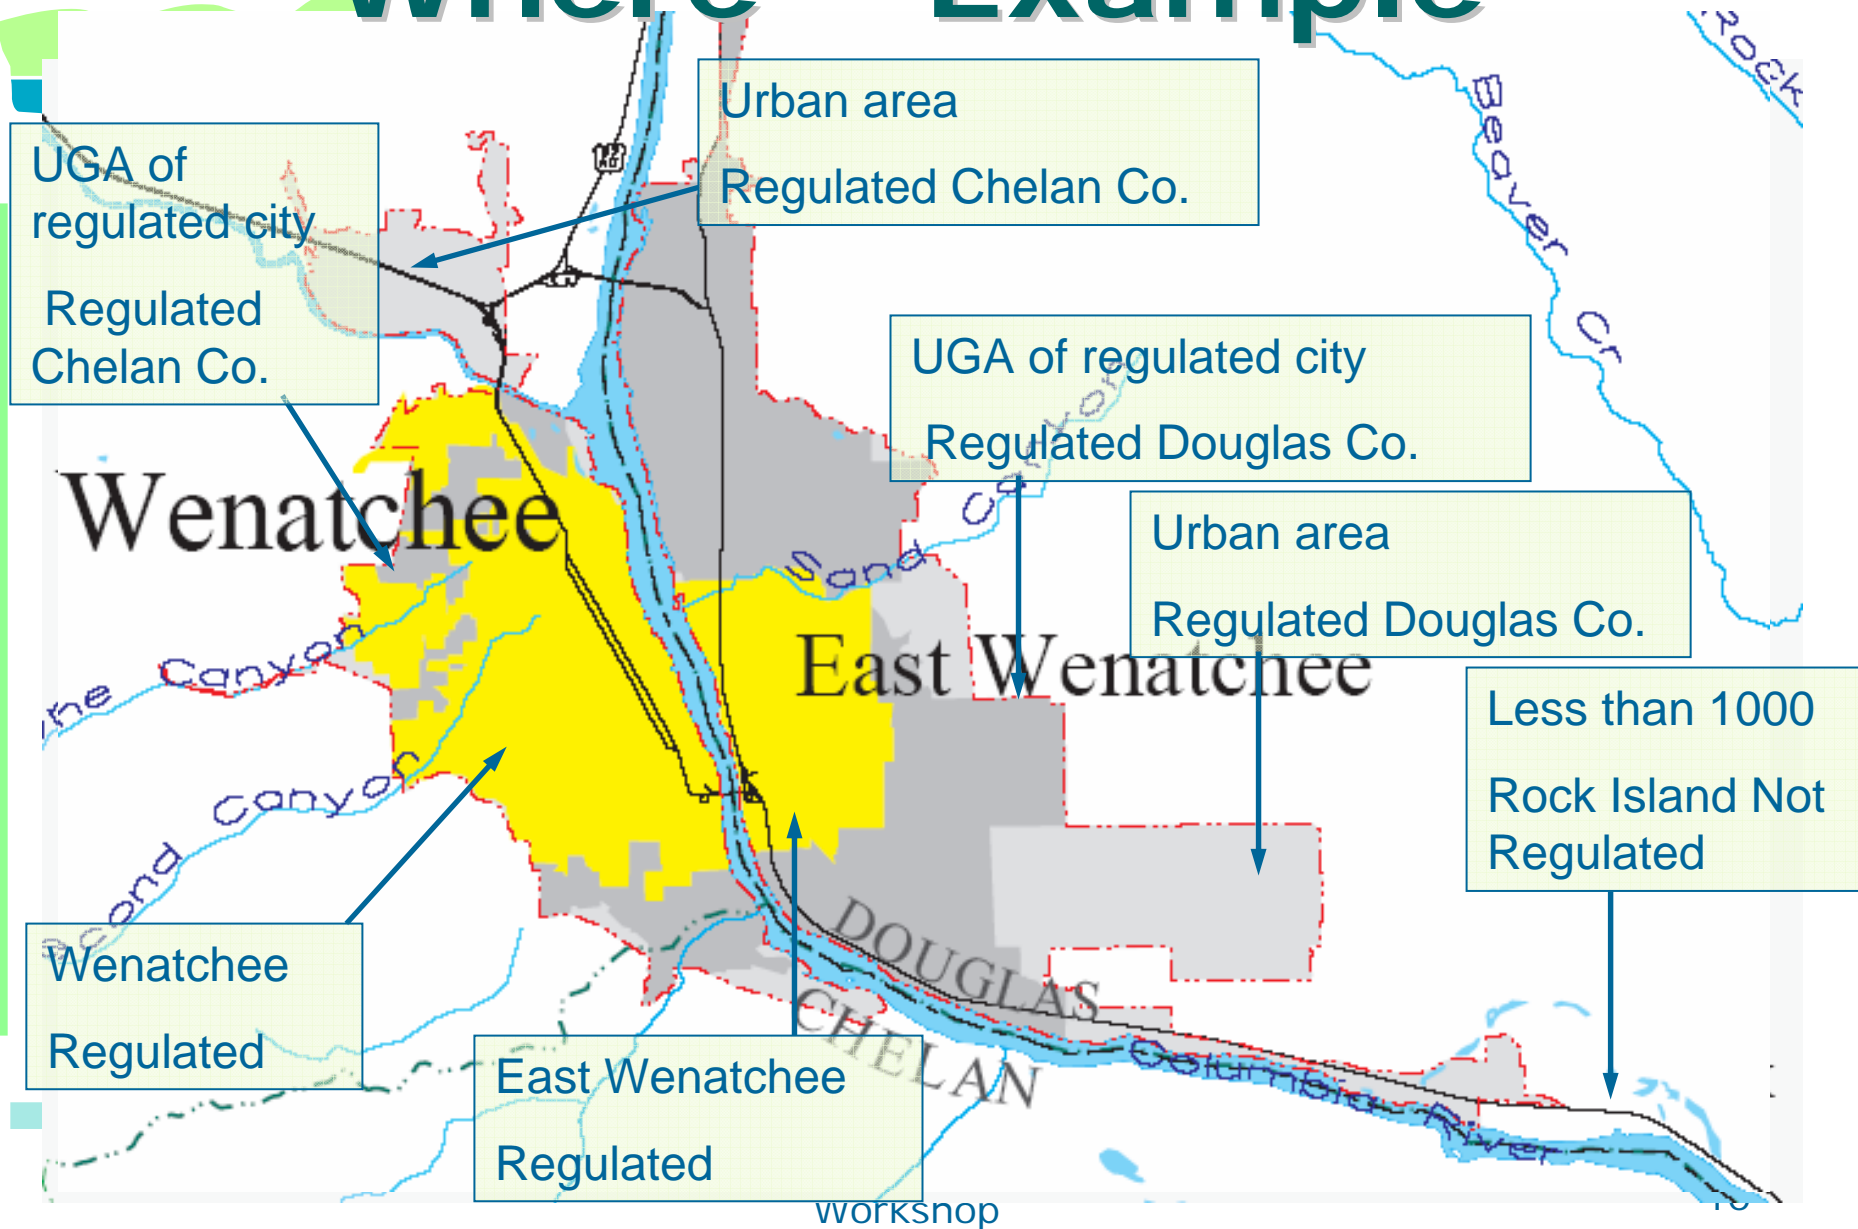 Where Example
Rock
Urban area
Regulated Chelan Co.
Beaver Cr
UGA of
regulated city
Regulated
Chelan Co.
UGA of regulated city
Regulated Douglas Co.
Wenatchee
Sand Canyon
Urban area
Regulated Douglas Co.
East Wenatchee
Canyon
Less than 1000
Rock Island Not
Regulated
Canyon
DOUGLAS
CHELAN
Wenatchee
Regulated
East Wenatchee
Regulated
Columbia River
Workshop